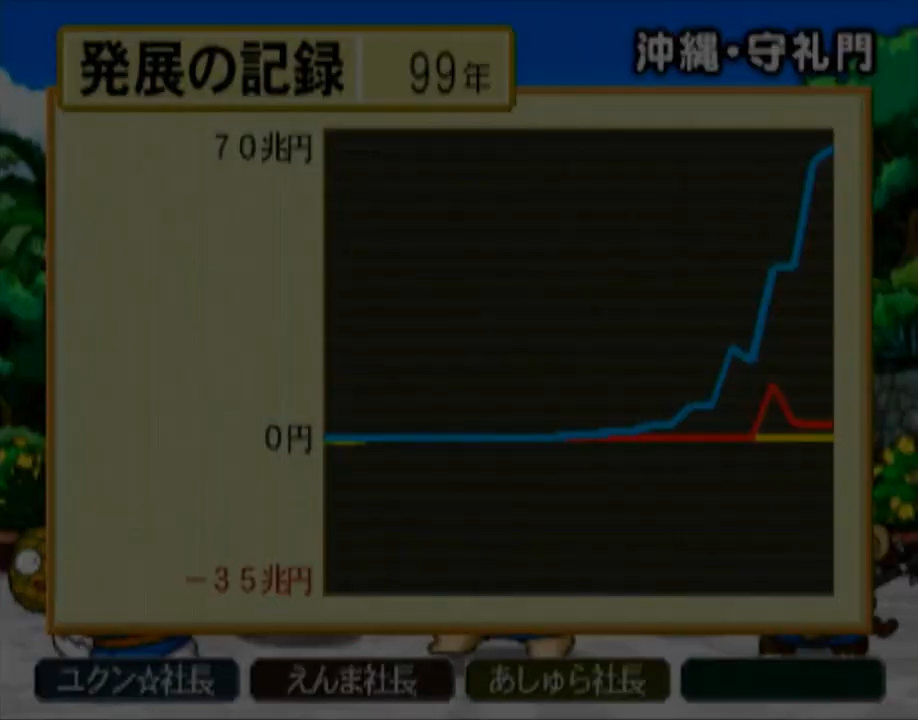 発展の記録 99年
沖縄・守礼門
70兆円
0円
-35兆円
ユクン☆社長 えんま社長 あしゅら社長